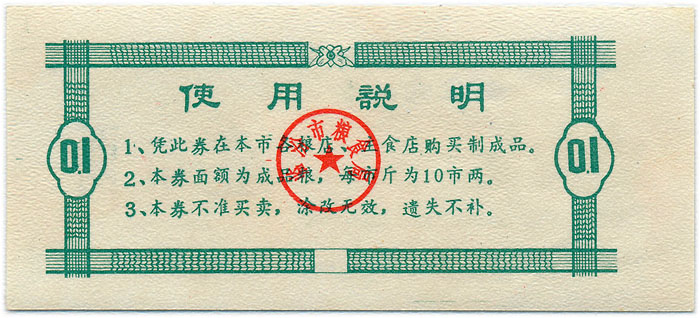 使用説明
1、凭此券在本市各粮店、主食店购买制成品。
2、本券面额为成品粮，每市斤为10市两。
3、本券不准买卖，涂改无效，遗失不补。
0.1
0.1
市粮食局